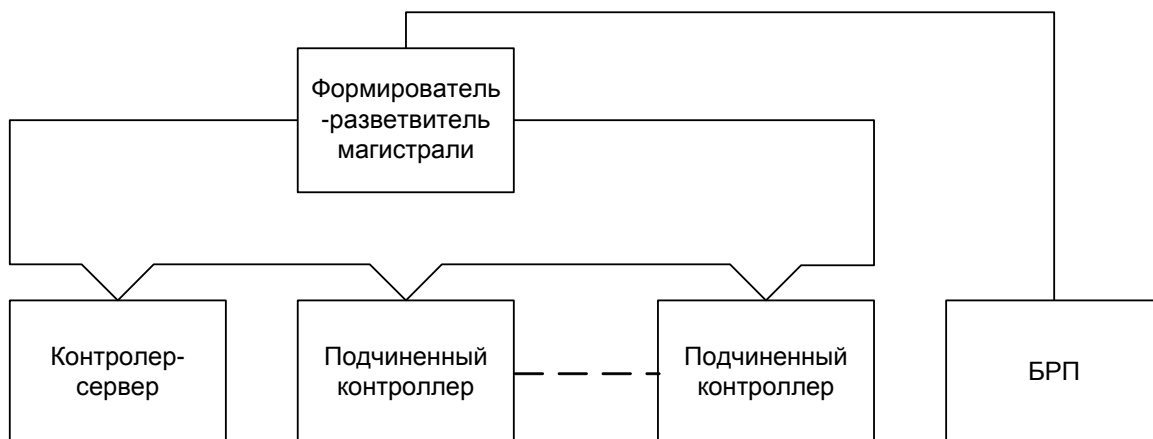 Формирователь
-разветвитель
магистрали
Контролер-
сервер
Подчиненный
контроллер
Подчиненный
контроллер
БРП